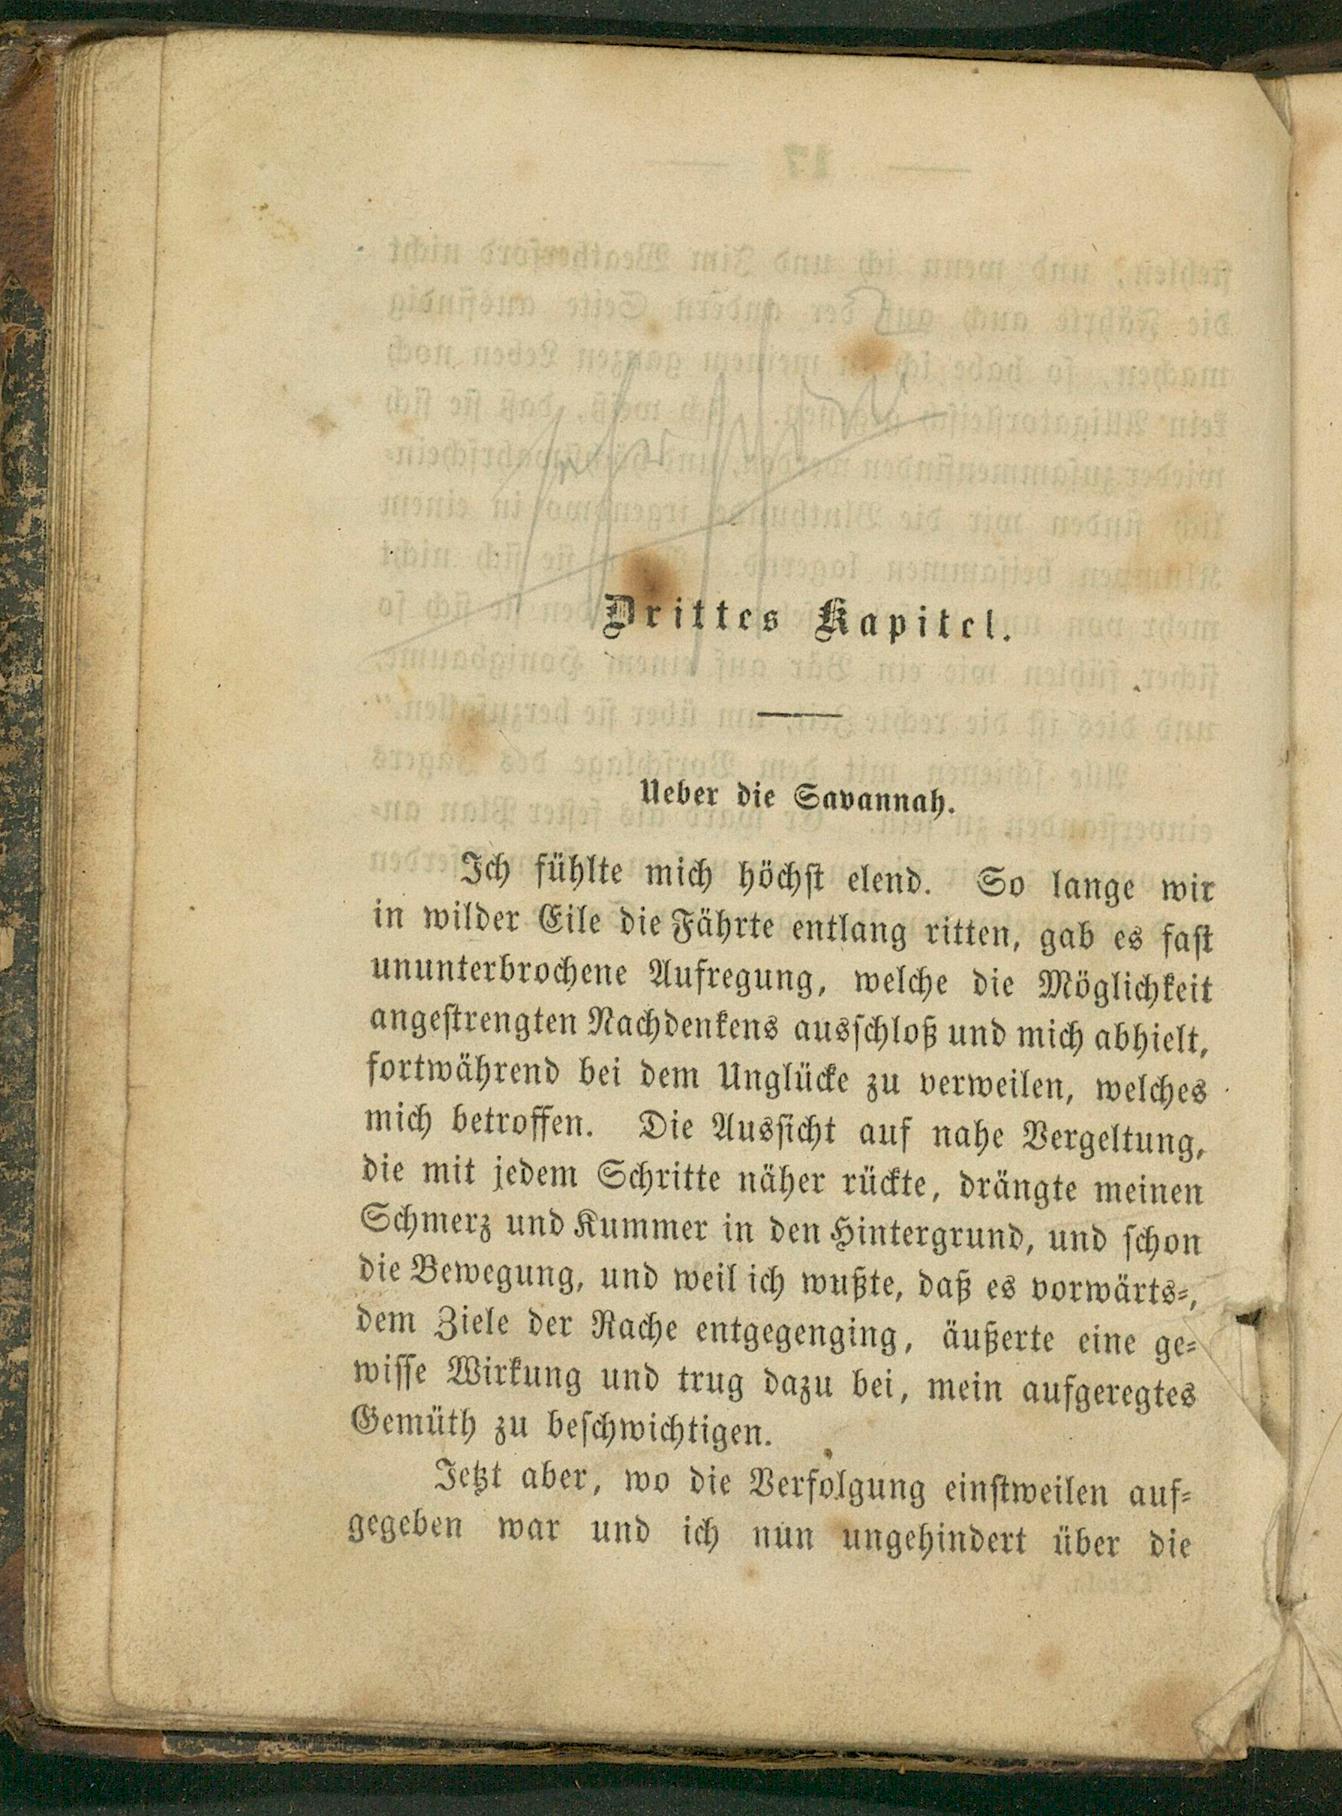 Drittes Kapitel.
Ueber die Savannah.
Ich fühlte mich höchſt elend. So lange wir
in wilder Eile die Fährte entlang ritten, gab es faſt
ununterbrochene Aufregung, welche die Möglichkeit
angeſtrengten Nachdenkens ausſchloß und mich abhielt,
fortwährend bei dem Unglücke zu verweilen, welches
mich betroffen. Die Ausſicht auf nahe Vergeltung,
die mit jedem Schritte näher rückte, drängte meinen
Schmerz und Kummer in den Hintergrund, und ſchon
die Bewegung, und weil ich wußte, daß es vorwärts⸗,
dem Ziele der Rache entgegenging, äußerte eine ge⸗
wiſſe Wirkung und trug dazu bei, mein aufgeregtes
Gemüth zu beſchwichtigen.
Jetzt aber, wo die Verfolgung einſtweilen auf⸗
gegeben war und ich nun ungehindert über die